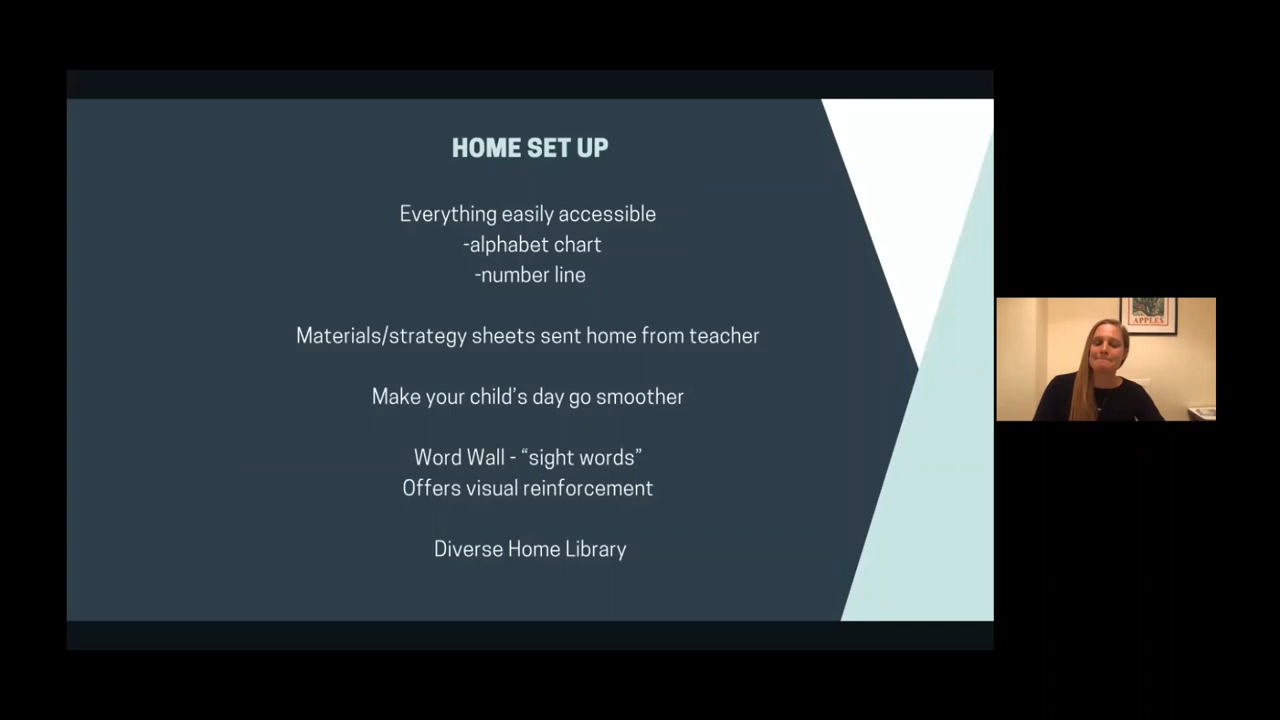 HOME SET UP
Everything easily accessible
-alphabet chart
-number line
Materials/strategy sheets sent home from teacher
Make your child’s day go smoother
Word Wall - “sight words”
Offers visual reinforcement
Diverse Home Library
APPLES